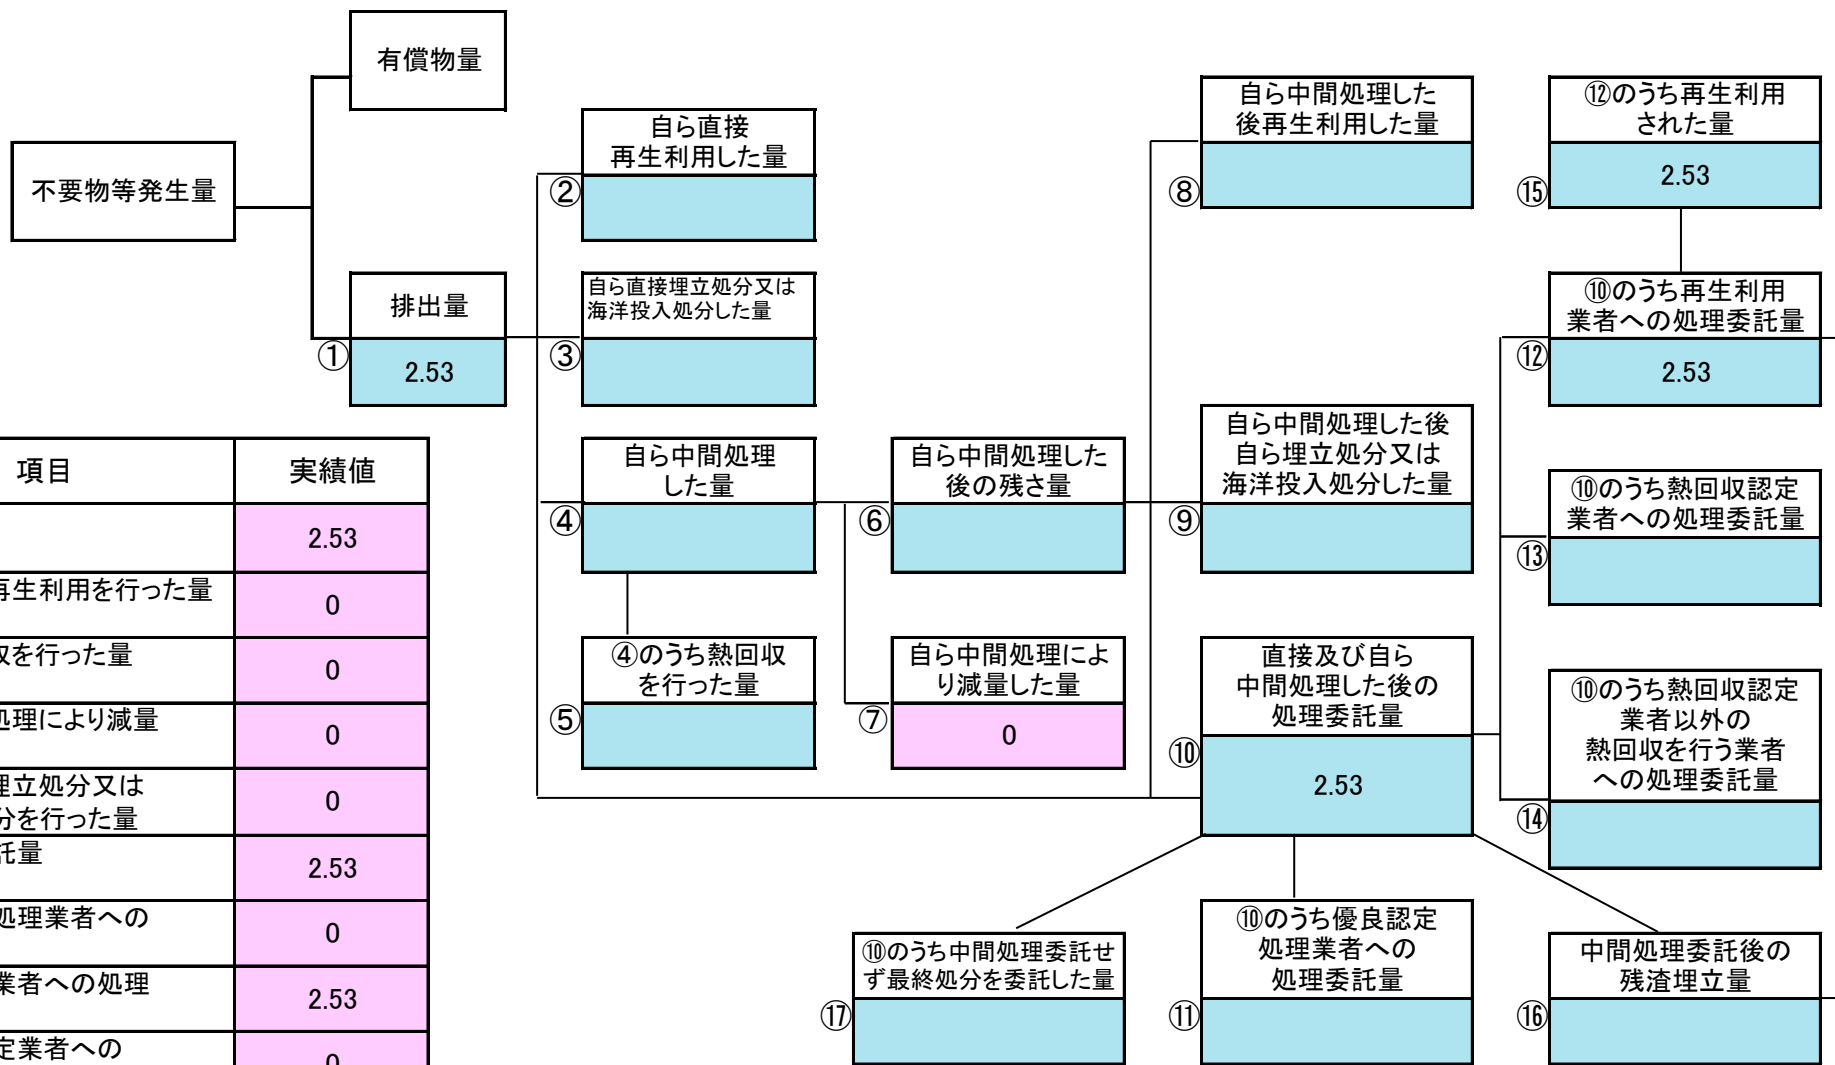 有償物量
不要物等発生量
排出量
①
2.53
自ら直接
再生利用した量
②
自ら直接埋立処分又は
海洋投入処分した量
③
自ら中間処理
した量
④
④のうち熱回収
を行った量
⑤
自ら中間処理した
後の残さ量
⑥
自ら中間処理によ
り減量した量
⑦
0
自ら中間処理した
後再生利用した量
⑧
自ら中間処理した後
自ら埋立処分又は
海洋投入処分した量
⑨
直接及び自ら
中間処理した後の
処理委託量
⑩
2.53
⑫のうち再生利用
された量
⑮
2.53
⑩のうち再生利用
業者への処理委託量
⑫
2.53
⑩のうち熱回収認定
業者への処理委託量
⑬
⑩のうち熱回収認定
業者以外の
熱回収を行う業者
への処理委託量
⑭
⑩のうち中間処理委託せ
ず最終処分を委託した量
⑰
⑩のうち優良認定
処理業者への
処理委託量
⑪
中間処理委託後の
残渣埋立量
⑯
項目
実績値
2.53
再生利用を行った量
0
を行った量
0
処理により減量
0
埋立処分又は
分を行った量
0
託量
2.53
処理業者への
0
業者への処理
2.53
定業者への
0